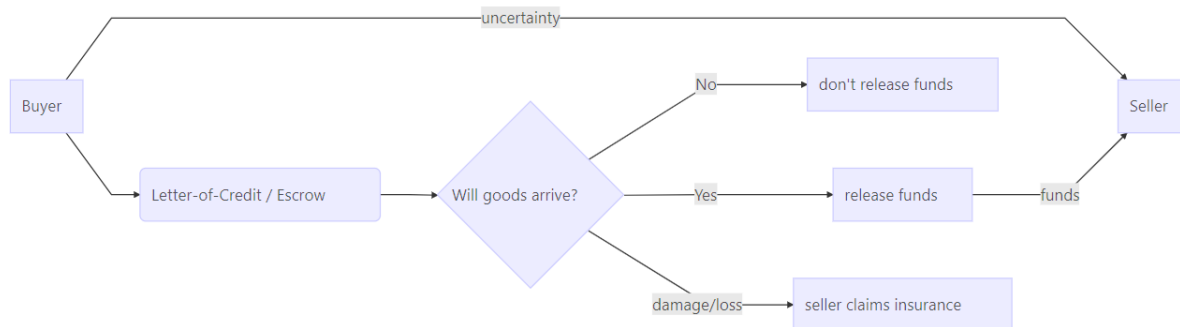 uncertainty
No
don't release funds
Buyer
Seller
Letter-of-Credit / Escrow
Will goods arrive?
Yes
release funds
funds
damage/loss
seller claims insurance